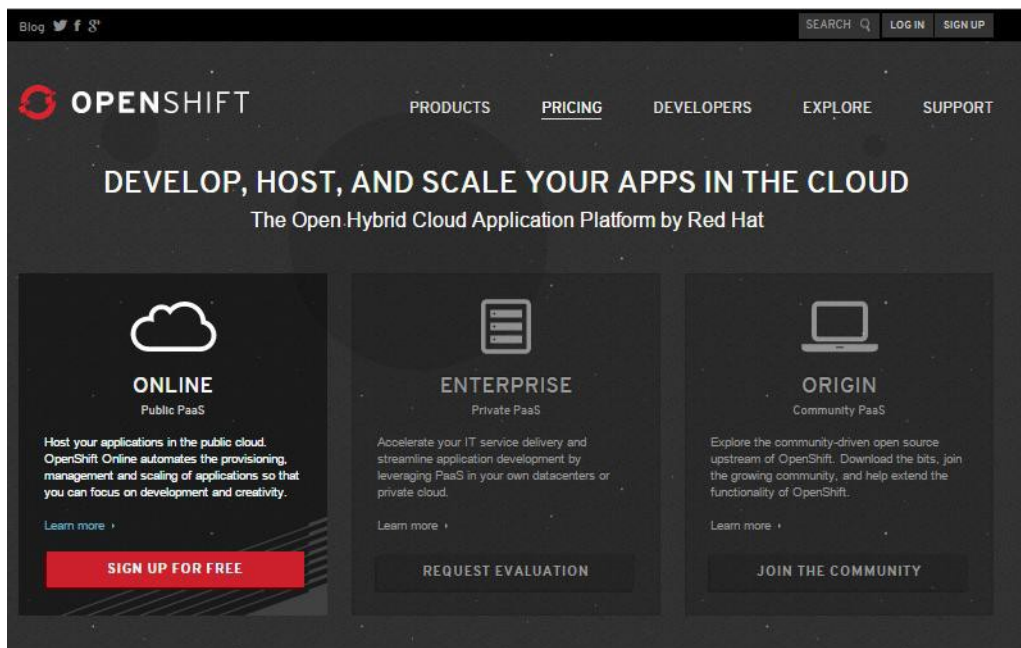 Blog
SEARCH
LOG IN
SIGN UP
OPENSHIFT
PRODUCTS
PRICING
DEVELOPERS
EXPLORE
SUPPORT
DEVELOP, HOST, AND SCALE YOUR APPS IN THE CLOUD
The Open Hybrid Cloud Application Platform by Red Hat
ONLINE
Public PaaS
Host your applications in the public cloud.
OpenShift Online automates the provisioning,
management and scaling of applications so that
you can focus on development and creativity.
Learn more
SIGN UP FOR FREE
ENTERPRISE
Private PaaS
Accelerate your IT service delivery and
streamline application development by
leveraging PaaS in your own datacenters or
private cloud.
Learn more
REQUEST EVALUATION
ORIGIN
Community PaaS
Explore the community-driven open source
upstream of OpenShift. Download the bits, join
the growing community, and help extend the
functionality of OpenShift.
Learn more
JOIN THE COMMUNITY